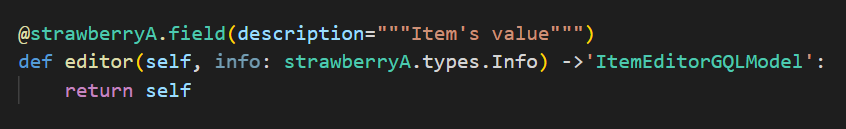 @strawberryA.field(description="""Item's value""")
def editor(self, info: strawberryA.types.Info) ->'ItemEditorGQLModel':
    return self